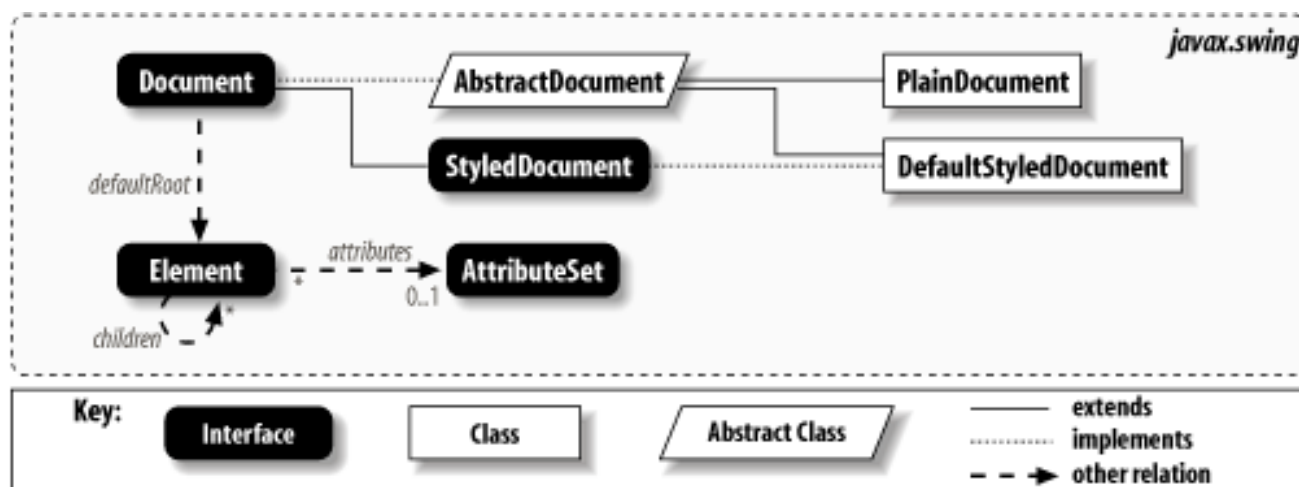 javax.swing
Document
AbstractDocument
PlainDocument
StyledDocument
DefaultStyledDocument
defaultRoot
Element
*
attributes
0...1
AttributeSet
children
*
Key:
Interface
Class
Abstract Class
extends
implements
other relation